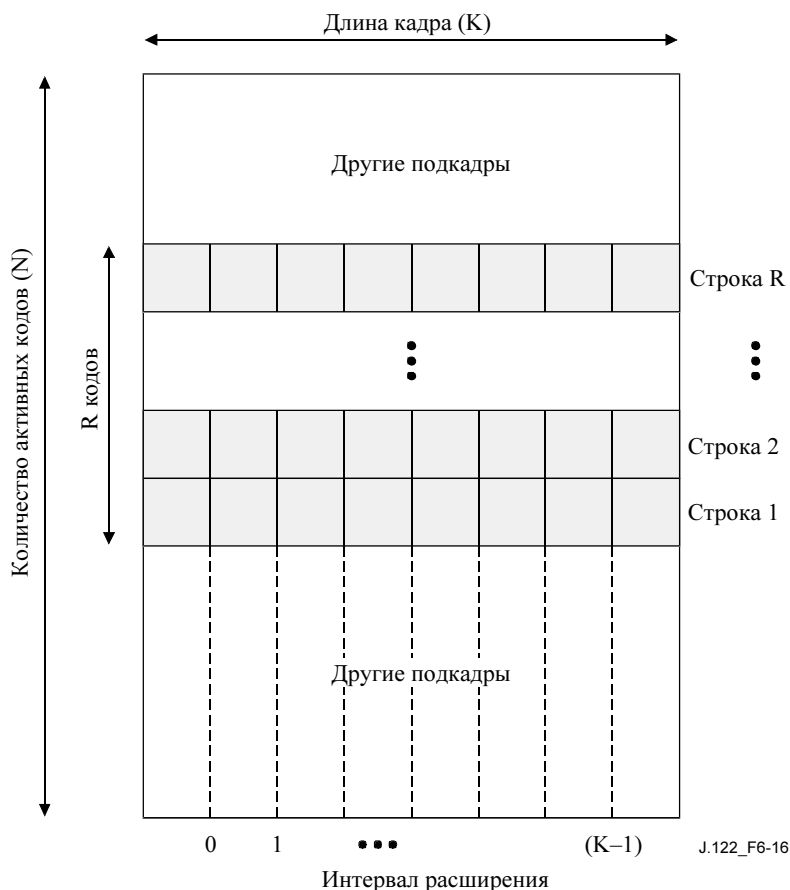 Длина кадра (K)
Количество активных кодов (N)
Другие подкадры
R кодов
Строка R
Строка 2
Строка 1
Другие подкадры
0 1 ••• (K–1)
J.122_F6-16
Интервал расширения